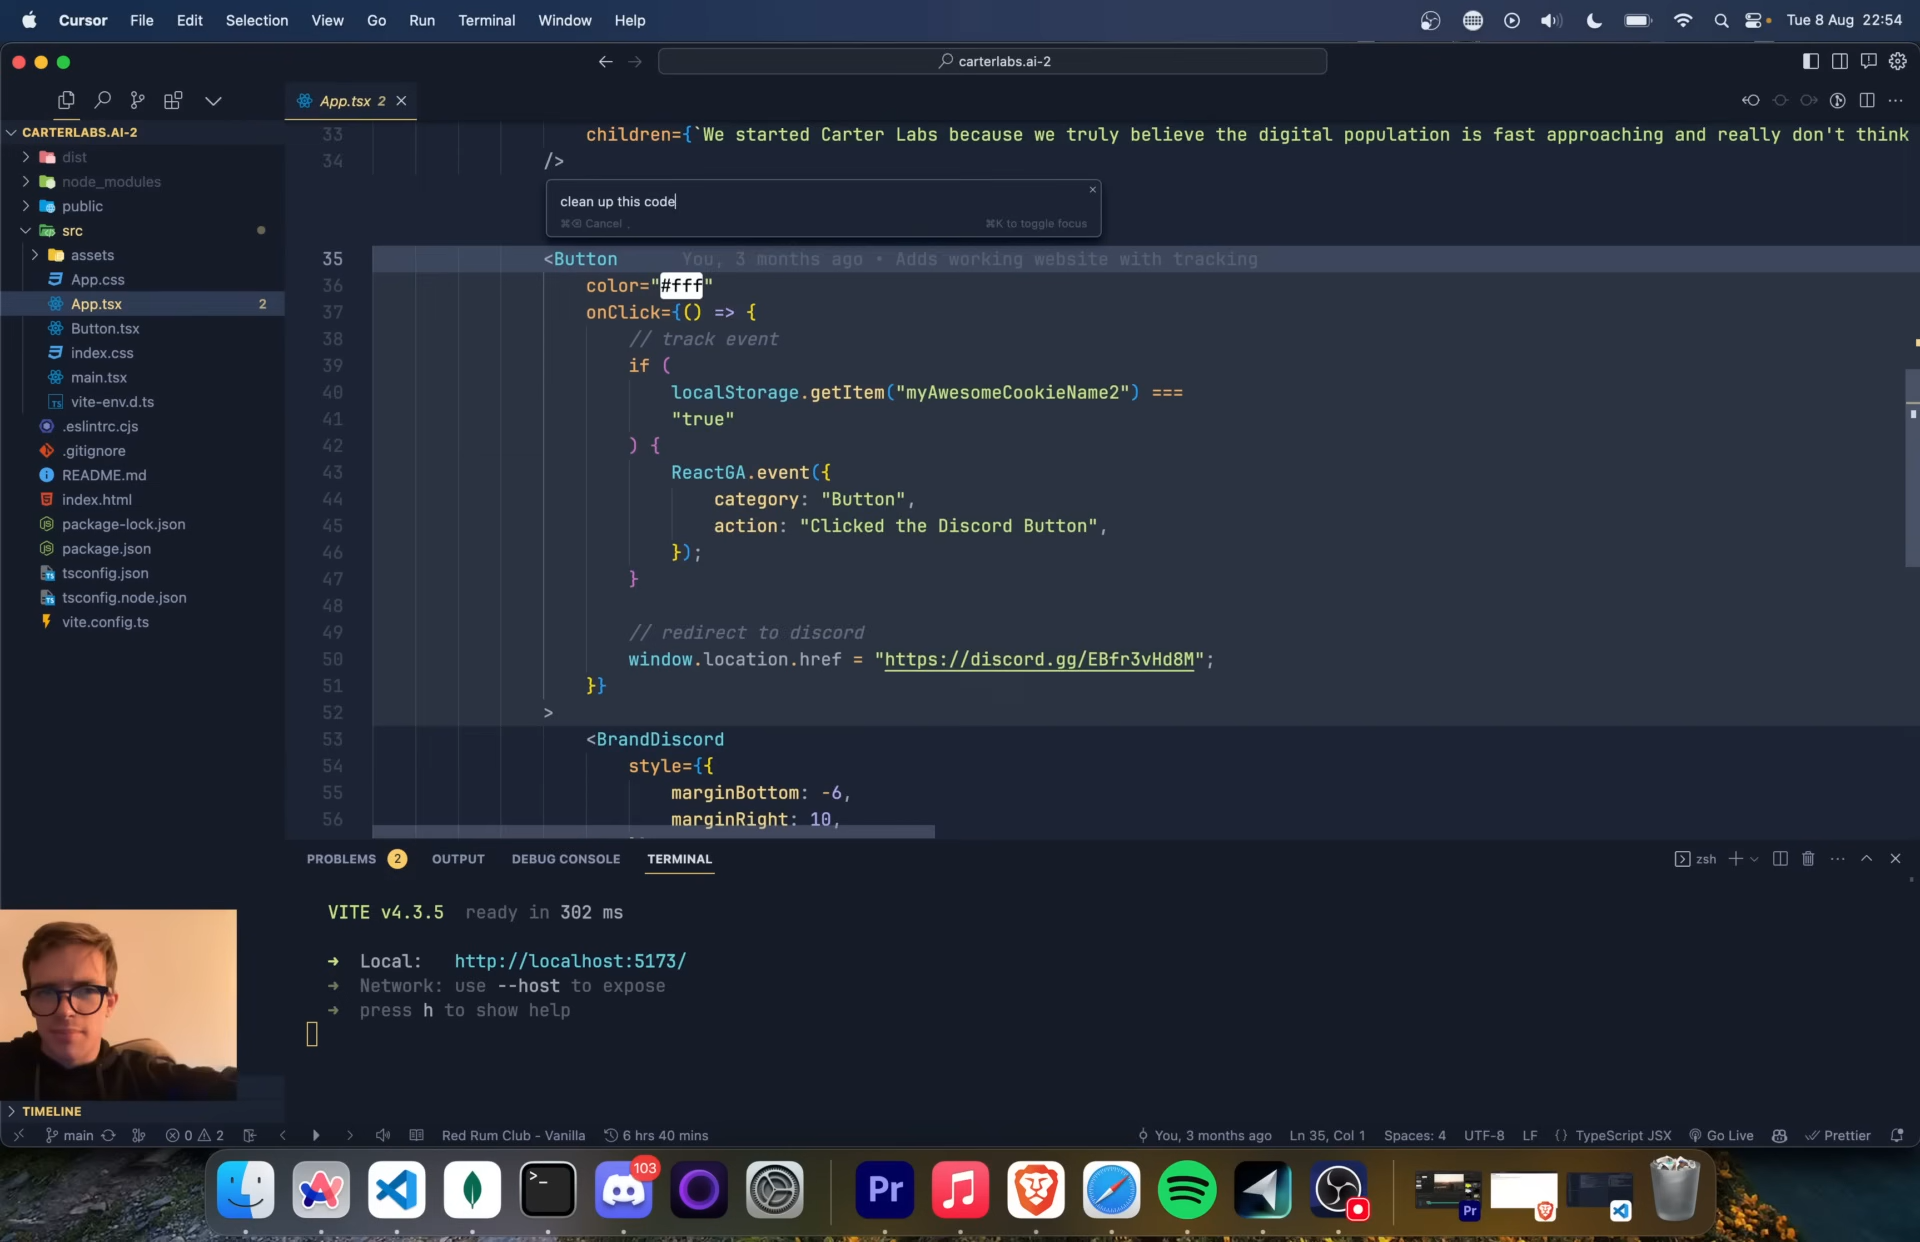 Cursor File Edit Selection View Go Run Terminal Window Help Tue 8 Aug 22:54
carterlabs.ai-2
App.tsx 2
CARTERLABS.AI-2
dist
node_modules
public
src
assets
App.css
App.tsx 2
Button.tsx
index.css
main.tsx
TS vite-env.d.ts
.eslintrc.cjs
.gitignore
README.md
index.html
package-lock.json
package.json
tsconfig.json
tsconfig.node.json
vite.config.ts
33 children={`We started Carter Labs because we truly believe the digital population is fast approaching and really don't think
34 />
clean up this code
⌘⌫ Cancel ⌘K to toggle focus
35 <Button You, 3 months ago • Adds working website with tracking
36 color="#fff"
37 onClick={() => {
38 // track event
39 if (
40 localStorage.getItem("myAwesomeCookieName2") ===
41 "true"
42 ) {
43 ReactGA.event({
44 category: "Button",
45 action: "Clicked the Discord Button",
46 });
47 }
48
49 // redirect to discord
50 window.location.href = "https://discord.gg/EBfr3vHd8M";
51 }}
52 >
53 <BrandDiscord
54 style={{
55 marginBottom: -6,
56 marginRight: 10,
PROBLEMS 2 OUTPUT DEBUG CONSOLE TERMINAL zsh
VITE v4.3.5 ready in 302 ms
➜ Local: http://localhost:5173/
➜ Network: use --host to expose
➜ press h to show help
TIMELINE
main 0 2 Red Rum Club - Vanilla 6 hrs 40 mins You, 3 months ago Ln 35, Col 1 Spaces: 4 UTF-8 LF {} TypeScript JSX Go Live Prettier
103
Pr
Pr